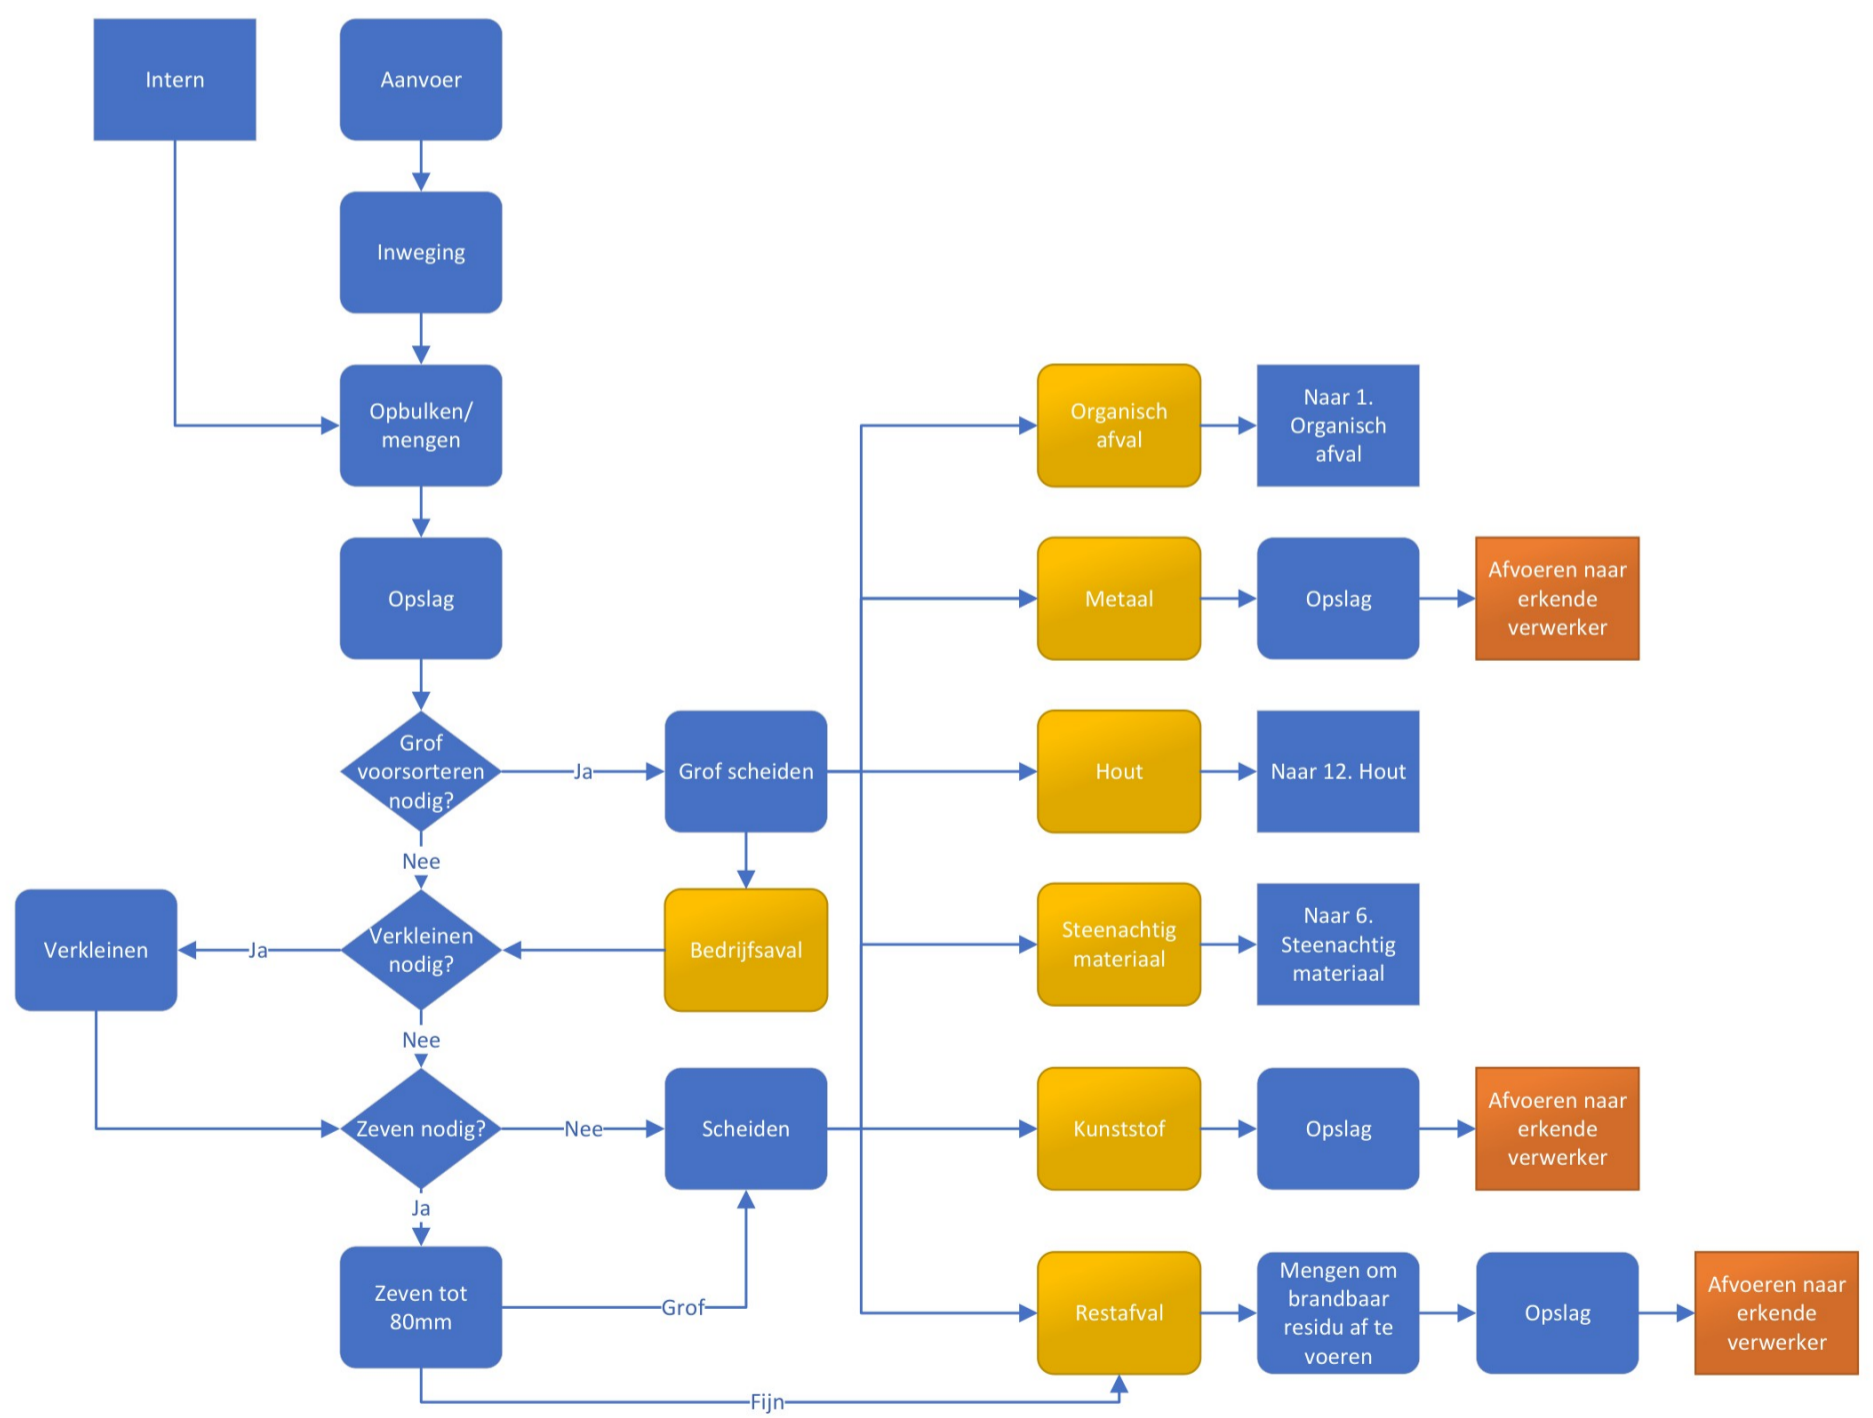 Intern
Aanvoer
Inweging
Opbulken/
mengen
Opslag
Grof
voorsorteren
nodig?
Ja
Grof scheiden
Nee
Verkleinen
nodig?
Ja
Verkleinen
Bedrijfsaval
Nee
Zeven nodig?
Nee
Scheiden
Ja
Zeven tot
80mm
Grof
Fijn
Organisch
afval
Naar 1.
Organisch
afval
Metaal
Opslag
Afvoeren naar
erkende
verwerker
Hout
Naar 12. Hout
Steenachtig
materiaal
Naar 6.
Steenachtig
materiaal
Kunststof
Opslag
Afvoeren naar
erkende
verwerker
Restafval
Mengen om
brandbaar
residu af te
voeren
Opslag
Afvoeren naar
erkende
verwerker